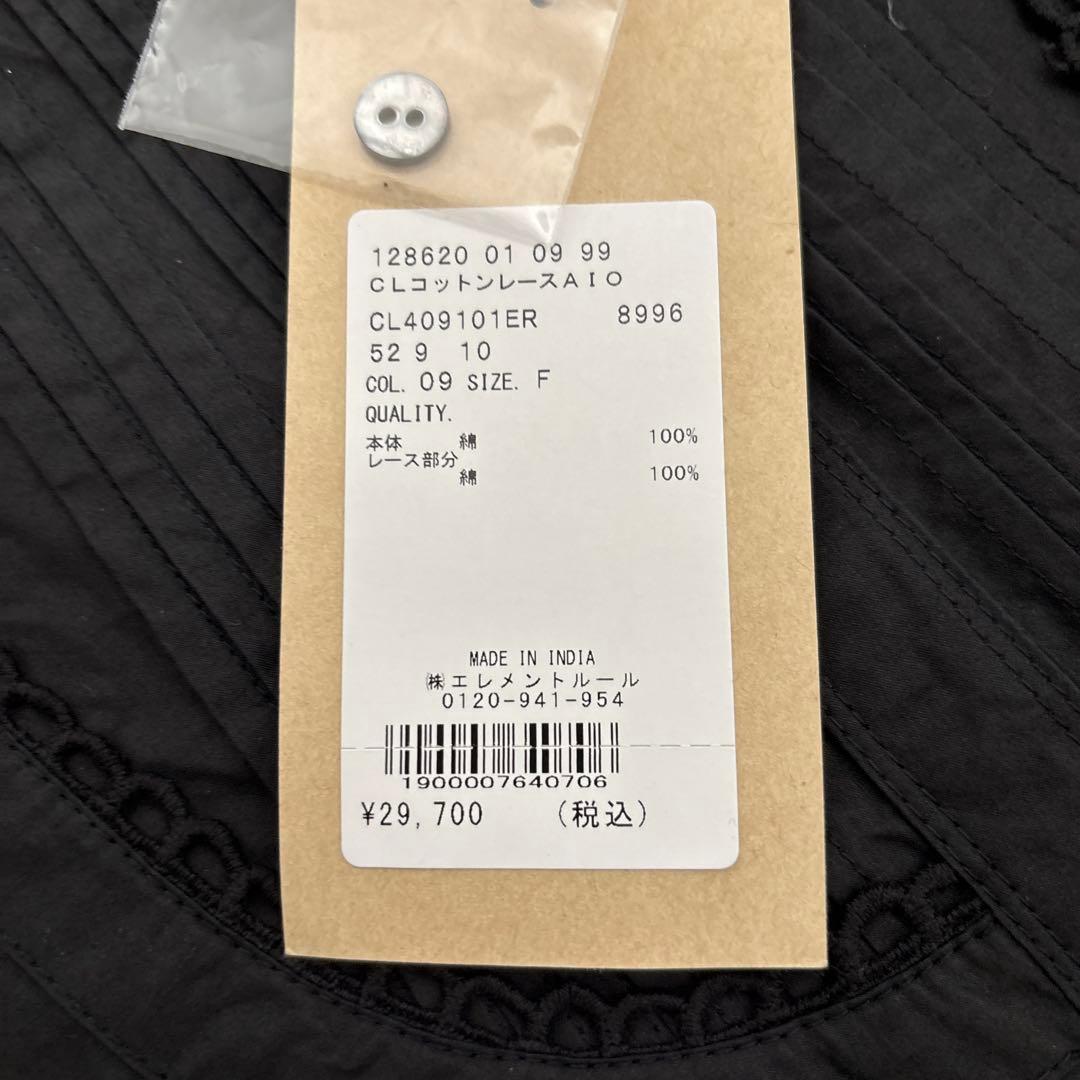 128620 01 09 99
CLコットンレースAIO
CL409101ER 8996
52 9 10
COL. 09 SIZE. F
QUALITY.
本体 綿 100%
レース部分
綿 100%
MADE IN INDIA
㈱エレメントルール
0120-941-954
1900007640706
¥29,700 (税込)